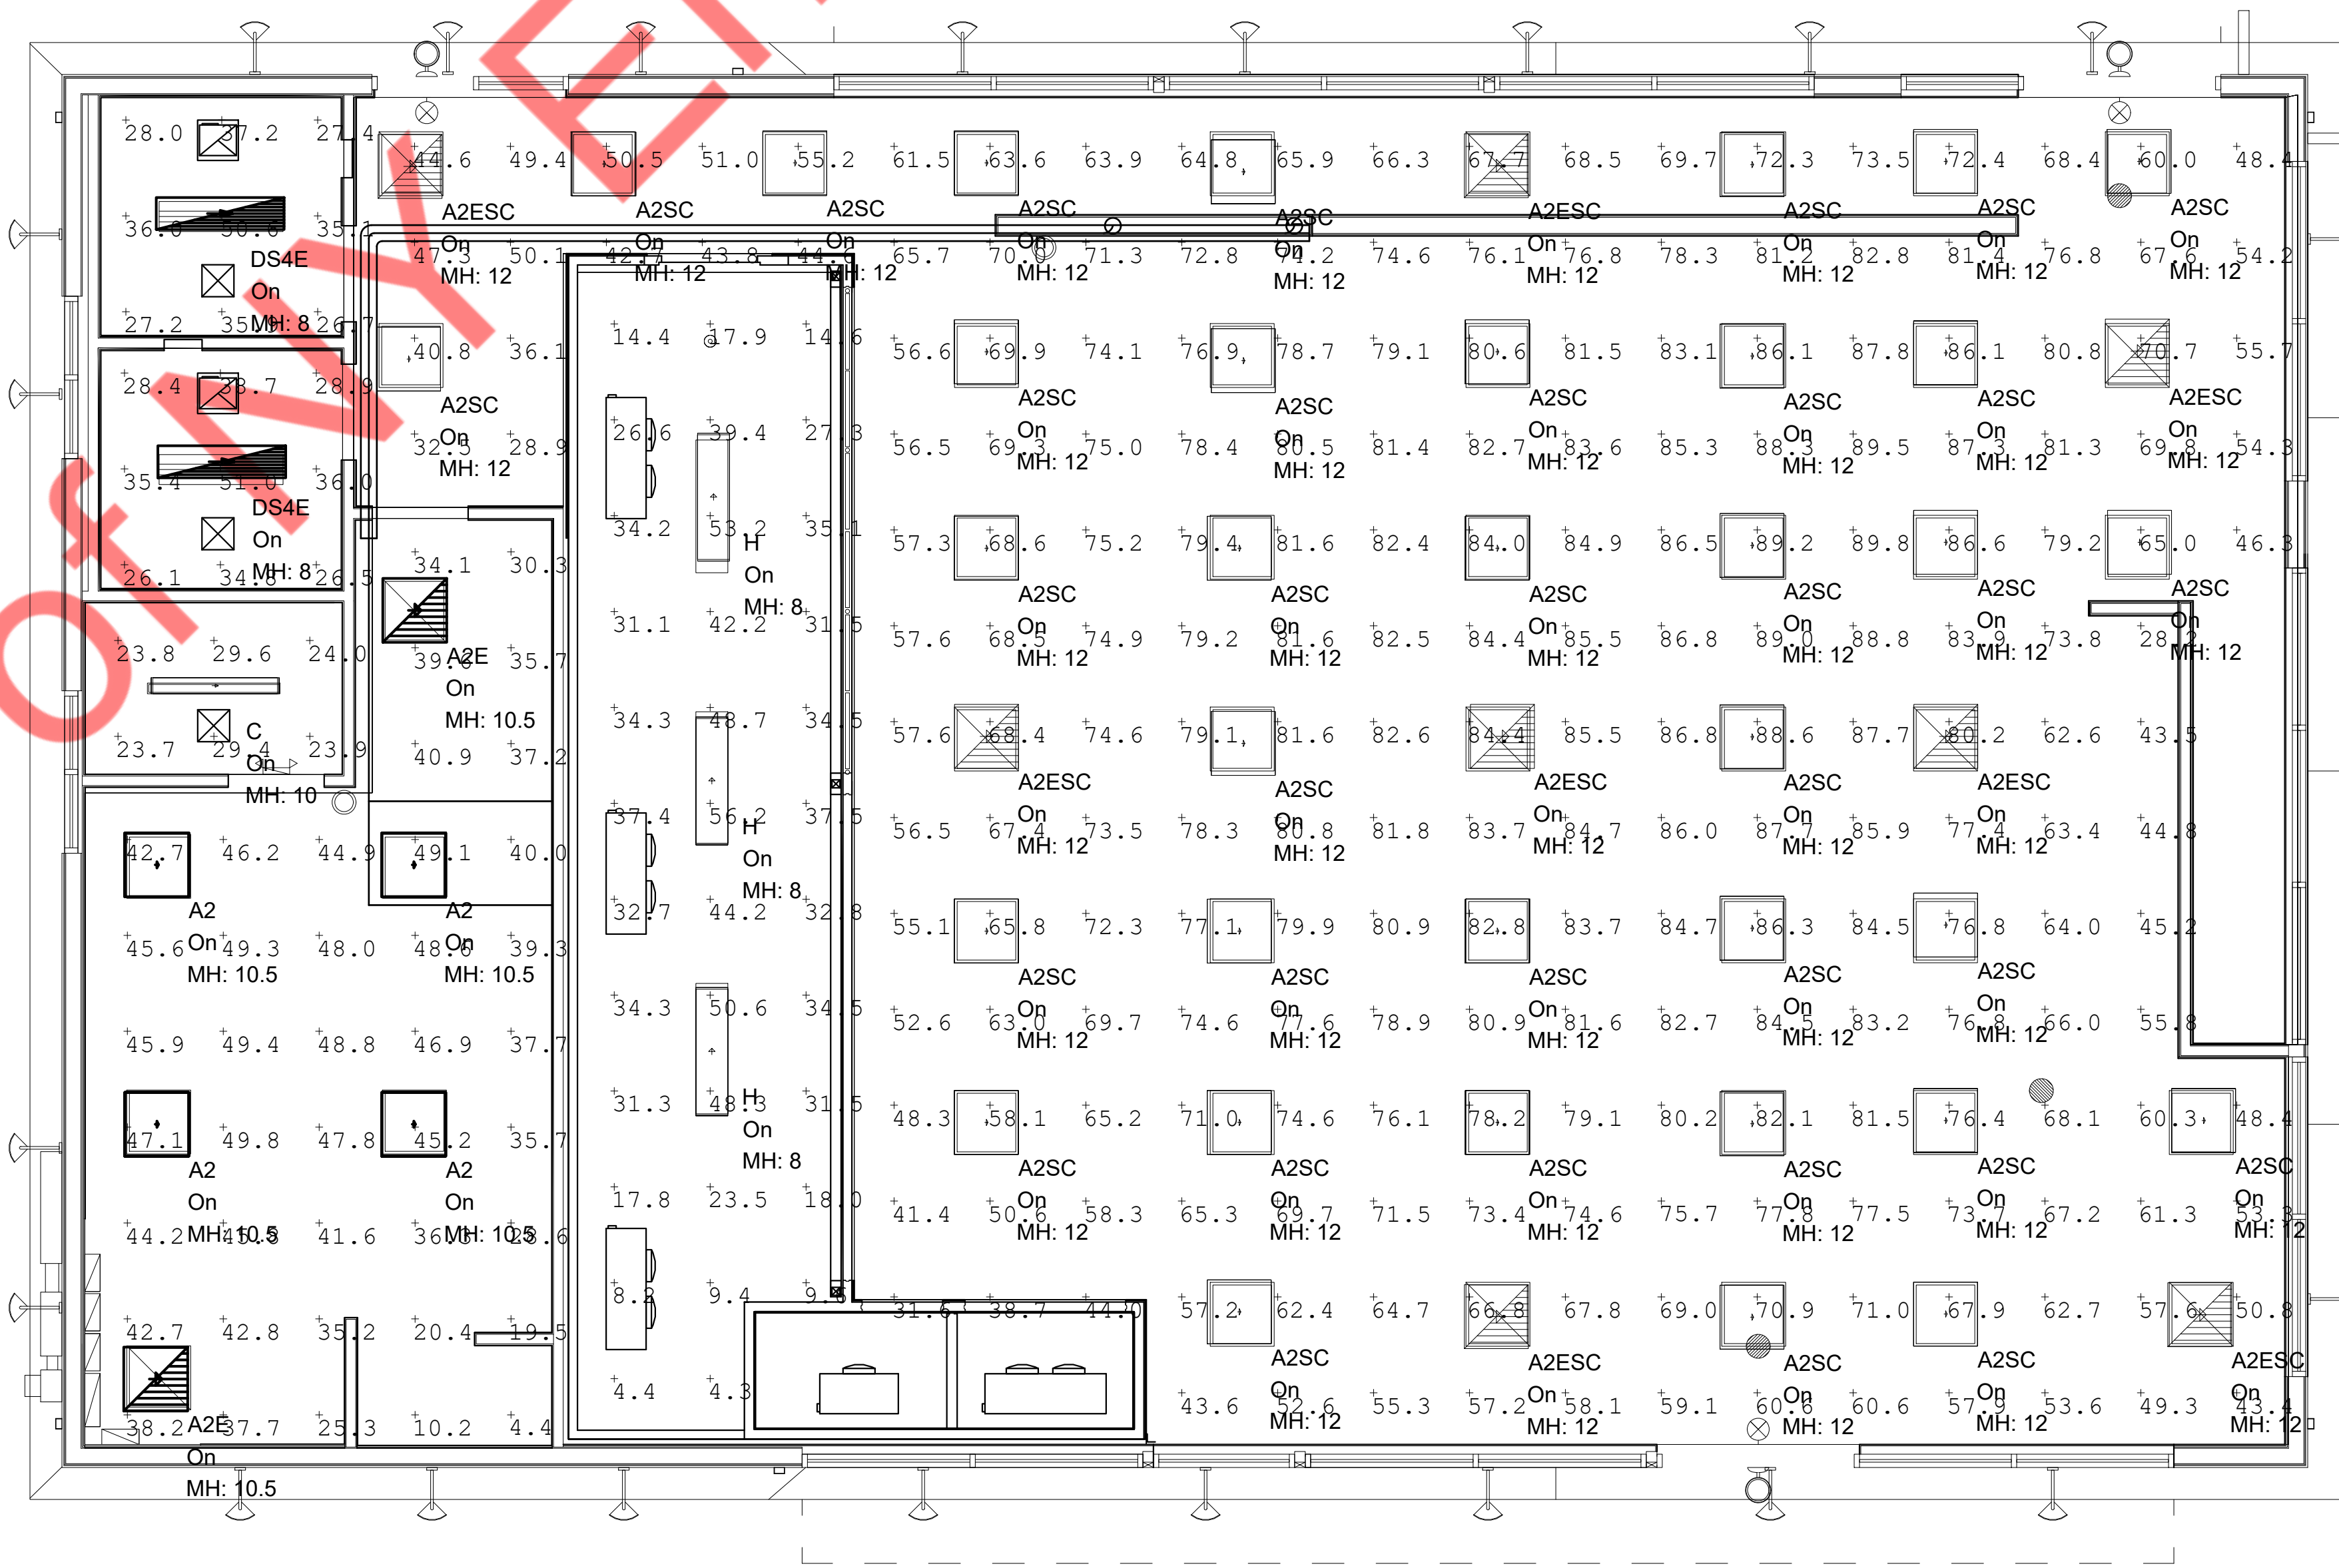 of NY E
28.0 37.2 27.4
44.6 49.4 50.5 51.0 55.2 61.5 63.6 63.9 64.8 65.9 66.3 67.7 68.5 69.7 72.3 73.5 72.4 68.4 60.0 48.4
A2ESC A2SC A2SC A2SC A2SC A2ESC A2SC A2SC A2SC
On On On On On On On On On
MH: 12 MH: 12 MH: 12 MH: 12 MH: 12 MH: 12 MH: 12 MH: 12 MH: 12
36.0 50.6 35.1
47.3 50.1 42.7 43.8 44.6 65.7 70.0 71.3 72.8 74.2 74.6 76.1 76.8 78.3 81.2 82.8 81.4 76.8 67.6 54.2
DS4E
On
MH: 8
27.2 35.9 26.7
14.4 17.9 14.6
40.8 36.1 56.6 69.9 74.1 76.9 78.7 79.1 80.6 81.5 83.1 86.1 87.8 86.1 80.8 70.7 55.7
28.4 38.7 28.9
A2SC A2SC A2SC A2SC A2SC A2SC A2ESC
On On On On On On On
MH: 12 MH: 12 MH: 12 MH: 12 MH: 12 MH: 12 MH: 12
26.6 39.4 27.3
32.5 28.9 56.5 69.3 75.0 78.4 80.5 81.4 82.7 83.6 85.3 88.3 89.5 87.3 81.3 69.8 54.3
35.4 51.0 36.0
DS4E
On
MH: 8
34.2 53.2 35.1
57.3 68.6 75.2 79.4 81.6 82.4 84.0 84.9 86.5 89.2 89.8 86.6 79.2 65.0 46.3
H
On
MH: 8
34.1 30.3
26.1 34.8 26.5
A2SC A2SC A2SC A2SC A2SC A2SC
On On On On On On
MH: 12 MH: 12 MH: 12 MH: 12 MH: 12 MH: 12
31.1 42.2 31.5
57.6 68.5 74.9 79.2 81.6 82.5 84.4 85.5 86.8 89.0 88.8 83.9 73.8 28.2
23.8 29.6 24.0
39.6 35.7
A2E
On
MH: 10.5
34.3 48.7 34.5
57.6 68.4 74.6 79.1 81.6 82.6 84.4 85.5 86.8 88.6 87.7 80.2 62.6 43.5
C
On
MH: 10
23.7 29.4 23.9
40.9 37.2
A2ESC A2SC A2ESC A2SC A2ESC
On On On On On
MH: 12 MH: 12 MH: 12 MH: 12 MH: 12
37.4 56.2 37.5
56.5 67.4 73.5 78.3 80.8 81.8 83.7 84.7 86.0 87.7 85.9 77.4 63.4 44.8
H
On
MH: 8
42.7 46.2 44.9 49.1 40.0
A2 A2
On On
MH: 10.5 MH: 10.5
32.7 44.2 32.8
55.1 65.8 72.3 77.1 79.9 80.9 82.8 83.7 84.7 86.3 84.5 76.8 64.0 45.2
45.6 49.3 48.0 48.6 39.3
A2SC A2SC A2SC A2SC A2SC
On On On On On
MH: 12 MH: 12 MH: 12 MH: 12 MH: 12
34.3 50.6 34.5
52.6 63.0 69.7 74.6 77.6 78.9 80.9 81.6 82.7 84.5 83.2 76.8 66.0 55.8
45.9 49.4 48.8 46.9 37.7
31.3 48.3 31.5
H
On
MH: 8
48.3 58.1 65.2 71.0 74.6 76.1 78.2 79.1 80.2 82.1 81.5 76.4 68.1 60.3 48.4
47.1 49.8 47.8 45.2 35.7
A2 A2
On On
MH: 10.5 MH: 10.5
A2SC A2SC A2SC A2SC A2SC A2SC
On On On On On On
MH: 12 MH: 12 MH: 12 MH: 12 MH: 12 MH: 12
17.8 23.5 18.0
41.4 50.6 58.3 65.3 69.7 71.5 73.4 74.6 75.7 77.8 77.5 73.7 67.2 61.3 53.3
44.2 45.8 41.6 28.6
8.2 9.4 9.6
31.6 38.7 44.0 57.2 62.4 64.7 66.8 67.8 69.0 70.9 71.0 67.9 62.7 57.6 50.8
42.7 42.8 35.2 20.4 19.5
A2SC A2ESC A2SC A2SC A2ESC
On On On On On
MH: 12 MH: 12 MH: 12 MH: 12 MH: 12
4.4 4.3
43.6 52.6 55.3 57.2 58.1 59.1 60.6 60.6 57.9 53.6 49.3 43.4
38.2 37.7 25.3 10.2 4.4
A2E
On
MH: 10.5